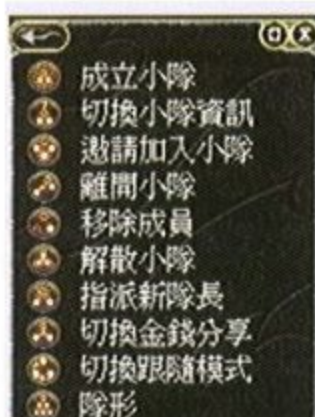 成立小隊
切換小隊資訊
邀請加入小隊
離開小隊
移除成員
解散小隊
指派新隊長
切換金錢分享
切換跟隨模式
隊形